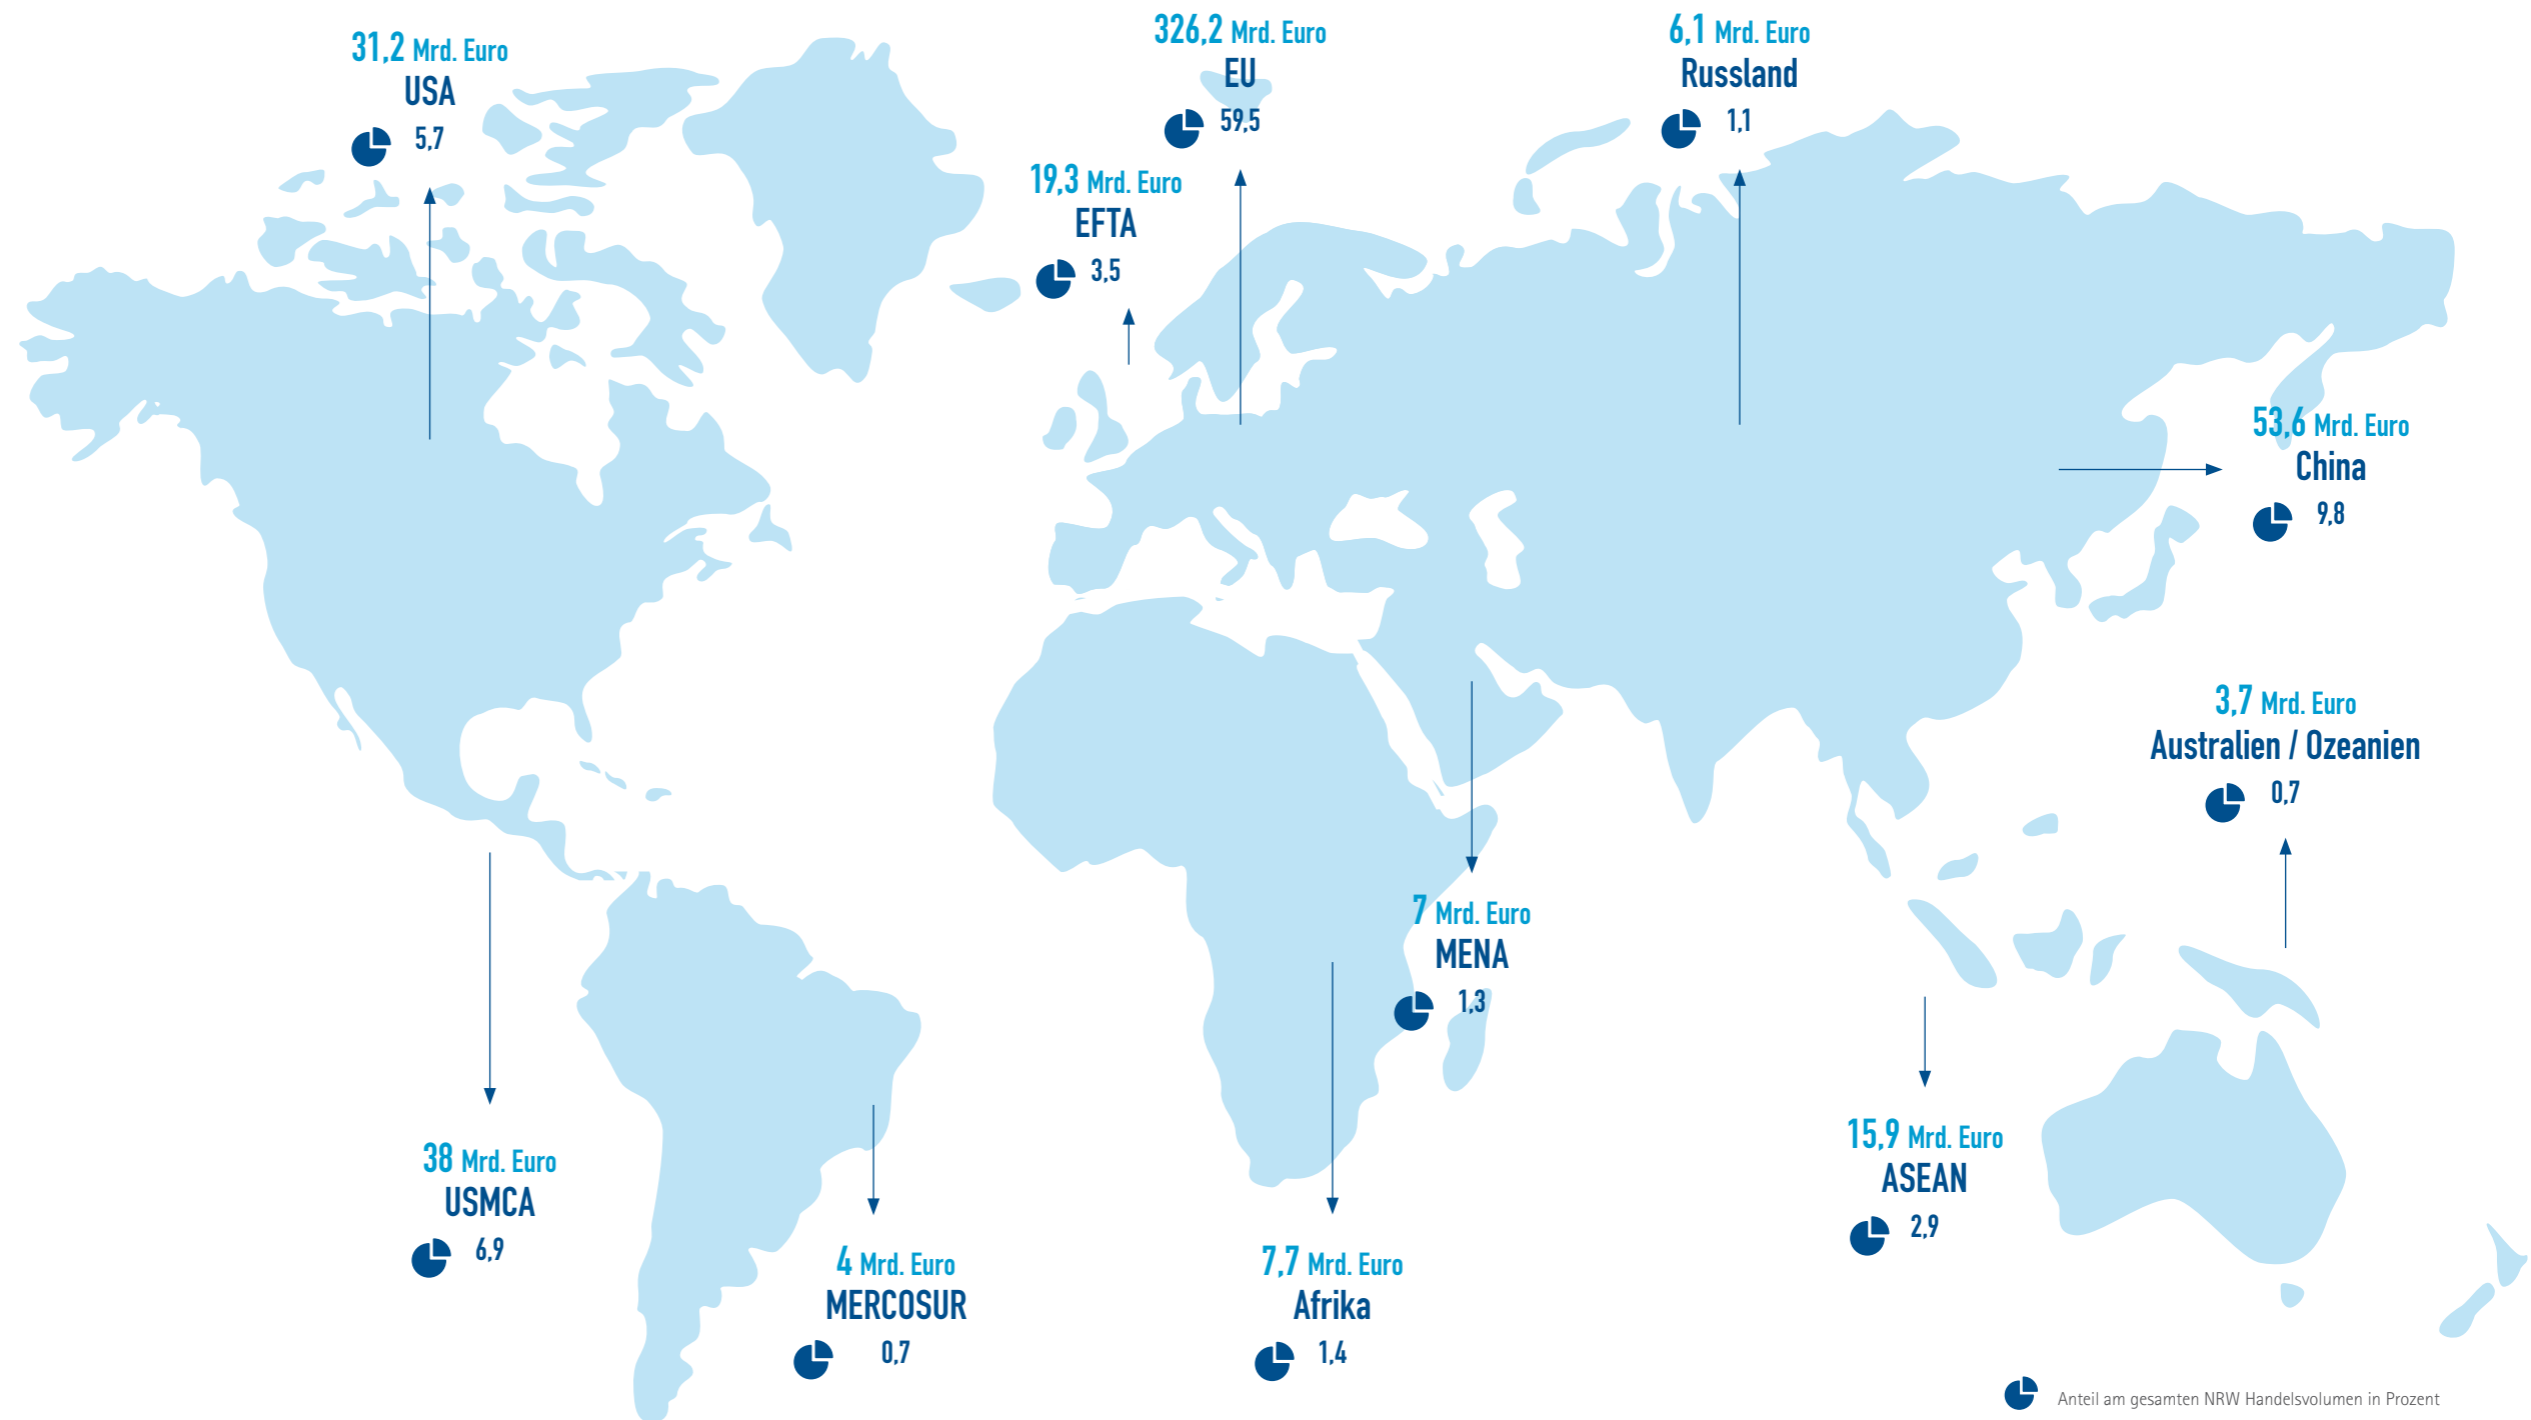 31,2 Mrd. Euro
USA
5,7
326,2 Mrd. Euro
EU
59,5
6,1 Mrd. Euro
Russland
1,1
19,3 Mrd. Euro
EFTA
3,5
53,6 Mrd. Euro
China
9,8
3,7 Mrd. Euro
Australien / Ozeanien
0,7
7 Mrd. Euro
MENA
1,3
38 Mrd. Euro
USMCA
6,9
4 Mrd. Euro
MERCOSUR
0,7
7,7 Mrd. Euro
Afrika
1,4
15,9 Mrd. Euro
ASEAN
2,9
Anteil am gesamten NRW Handelsvolumen in Prozent